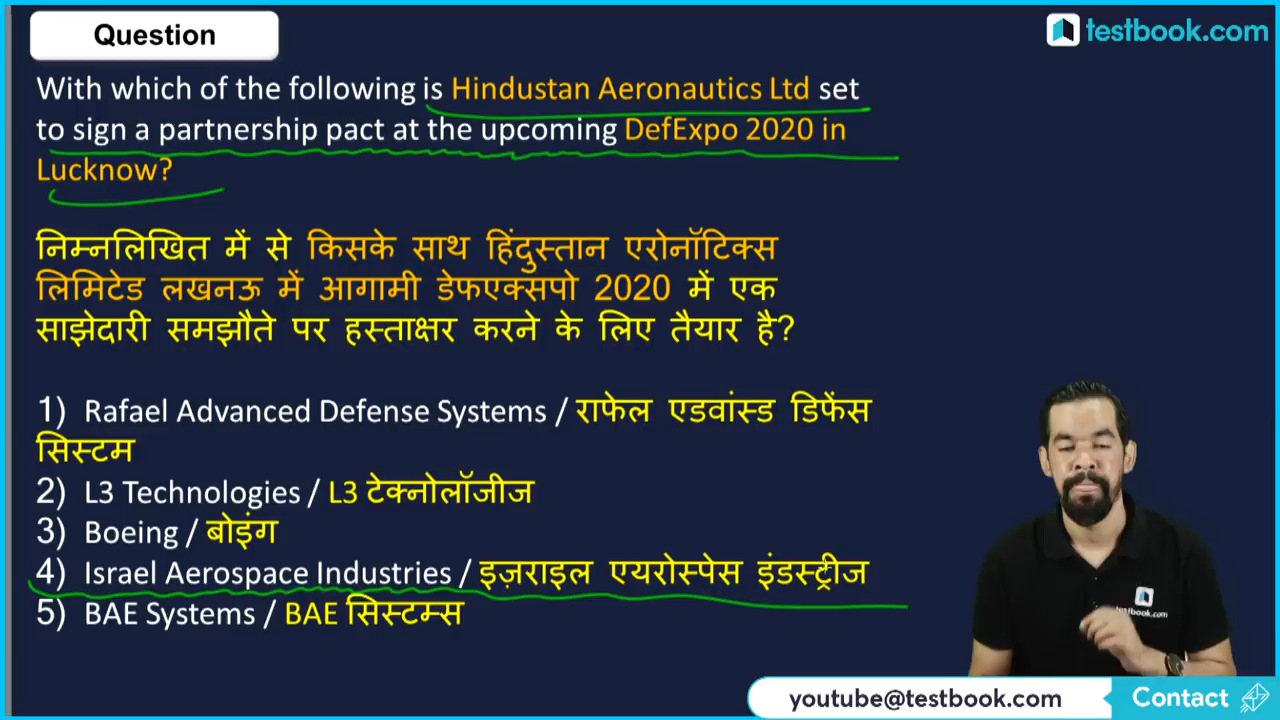 Question
testbook.com
With which of the following is Hindustan Aeronautics Ltd set
to sign a partnership pact at the upcoming DefExpo 2020 in
Lucknow?
निम्नलिखित में से किसके साथ हिंदुस्तान एरोनॉटिक्स
लिमिटेड लखनऊ में आगामी डेफएक्सपो 2020 में एक
साझेदारी समझौते पर हस्ताक्षर करने के लिए तैयार है?
1) Rafael Advanced Defense Systems / राफेल एडवांस्ड डिफेंस
सिस्टम
2) L3 Technologies / L3 टेक्नोलॉजीज
3) Boeing / बोइंग
4) Israel Aerospace Industries / इज़राइल एयरोस्पेस इंडस्ट्रीज
5) BAE Systems / BAE सिस्टम्स
testbook.com
youtube@testbook.com Contact